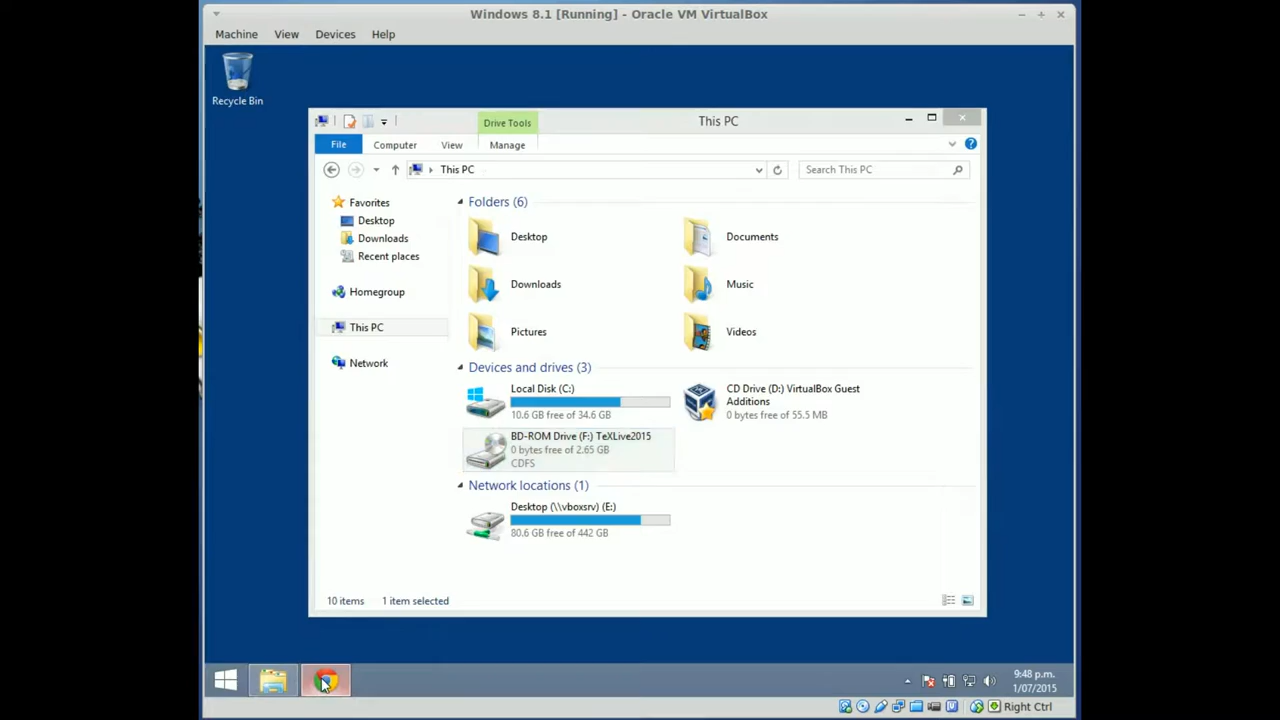 Windows 8.1 [Running] - Oracle VM VirtualBox
Machine View Devices Help
Recycle Bin
Drive Tools
This PC
File Computer View Manage
This PC
Search This PC
Favorites
Desktop
Downloads
Recent places
Homegroup
This PC
Network
Folders (6)
Desktop
Documents
Downloads
Music
Pictures
Videos
Devices and drives (3)
Local Disk (C:)
10.6 GB free of 34.6 GB
CD Drive (D:) VirtualBox Guest
Additions
0 bytes free of 55.5 MB
BD-ROM Drive (F:) TeXLive2015
0 bytes free of 2.65 GB
CDFS
Network locations (1)
Desktop (\\vboxsrv) (E:)
80.6 GB free of 442 GB
10 items 1 item selected
9:48 p.m.
1/07/2015
Right Ctrl